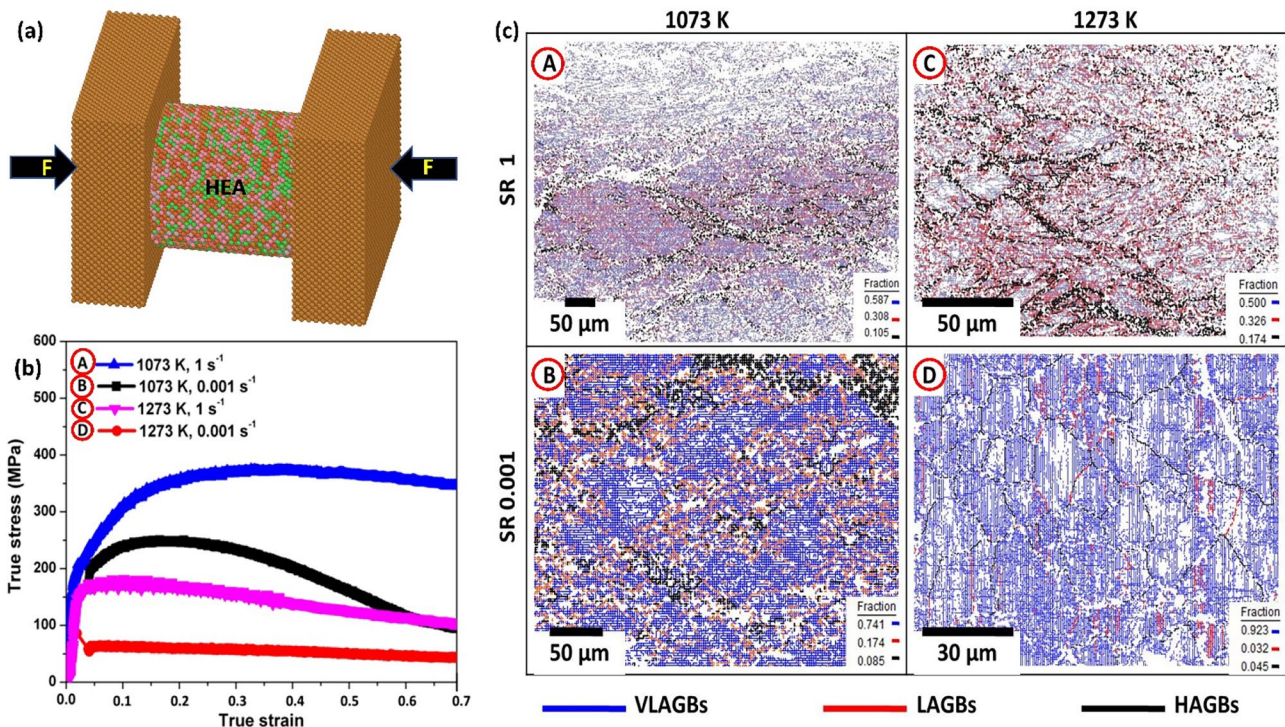 (a)
F
HEA
F
(b)
True stress (MPa)
600
500
400
300
200
100
0
A 1073 K, 1 s⁻¹
B 1073 K, 0.001 s⁻¹
C 1273 K, 1 s⁻¹
D 1273 K, 0.001 s⁻¹
0.0 0.1 0.2 0.3 0.4 0.5 0.6 0.7
True strain
(c)
1073 K 1273 K
SR 1
A
50 µm
Fraction
0.587
0.308
0.105
C
50 µm
Fraction
0.500
0.326
0.174
SR 0.001
B
50 µm
Fraction
0.741
0.174
0.085
D
30 µm
Fraction
0.923
0.032
0.045
VLAGBs LAGBs HAGBs